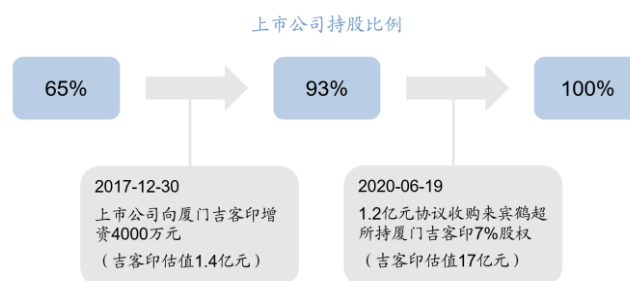 上市公司持股比例
65%
93%
100%
2017-12-30
上市公司向厦门吉客印增
资4000万元
（吉客印估值1.4亿元）
2020-06-19
1.2亿元协议收购来宾鹤超
所持厦门吉客印7%股权
（吉客印估值17亿元）